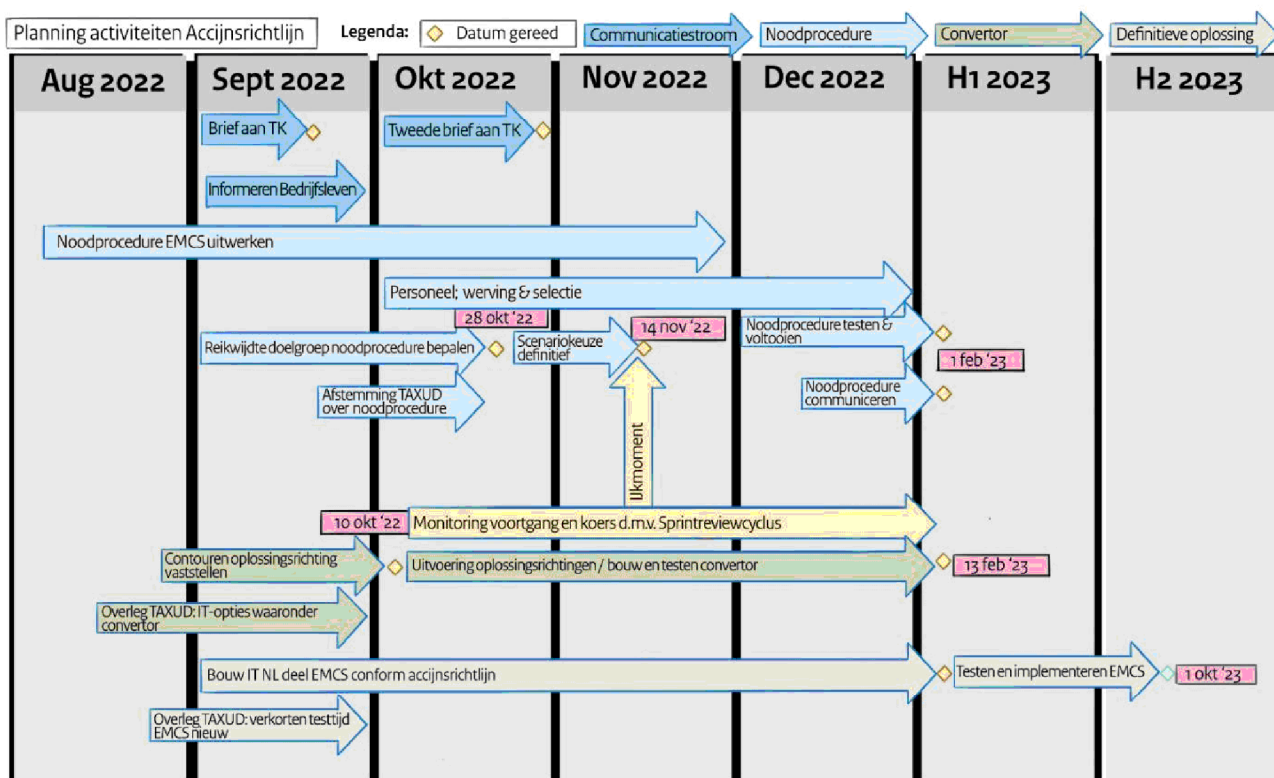 Planning activiteiten Accijnsrichtlijn
Legenda:
Datum gereed
Communicatiestroom
Noodprocedure
Convertor
Definitieve oplossing
Aug 2022
Sept 2022
Okt 2022
Nov 2022
Dec 2022
H1 2023
H2 2023
Brief aan TK
Tweede brief aan TK
Informeren Bedrijfsleven
Noodprocedure EMCS uitwerken
Personeel; werving & selectie
28 okt '22
14 nov '22
Noodprocedure testen &
voltooien
Reikwijdte doelgroep noodprocedure bepalen
Scenariokeuze
definitief
1 feb '23
Afstemming TAXUD
over noodprocedure
Noodprocedure
communiceren
IJkmoment
10 okt '22
Monitoring voortgang en koers d.m.v. Sprintreviewcyclus
Contouren oplossingsrichting
vaststellen
Uitvoering oplossingsrichtingen / bouw en testen convertor
13 feb '23
Overleg TAXUD: IT-opties waaronder
convertor
Bouw IT NL deel EMCS conform accijnsrichtlijn
Testen en implementeren EMCS
1 okt '23
Overleg TAXUD: verkorten testtijd
EMCS nieuw